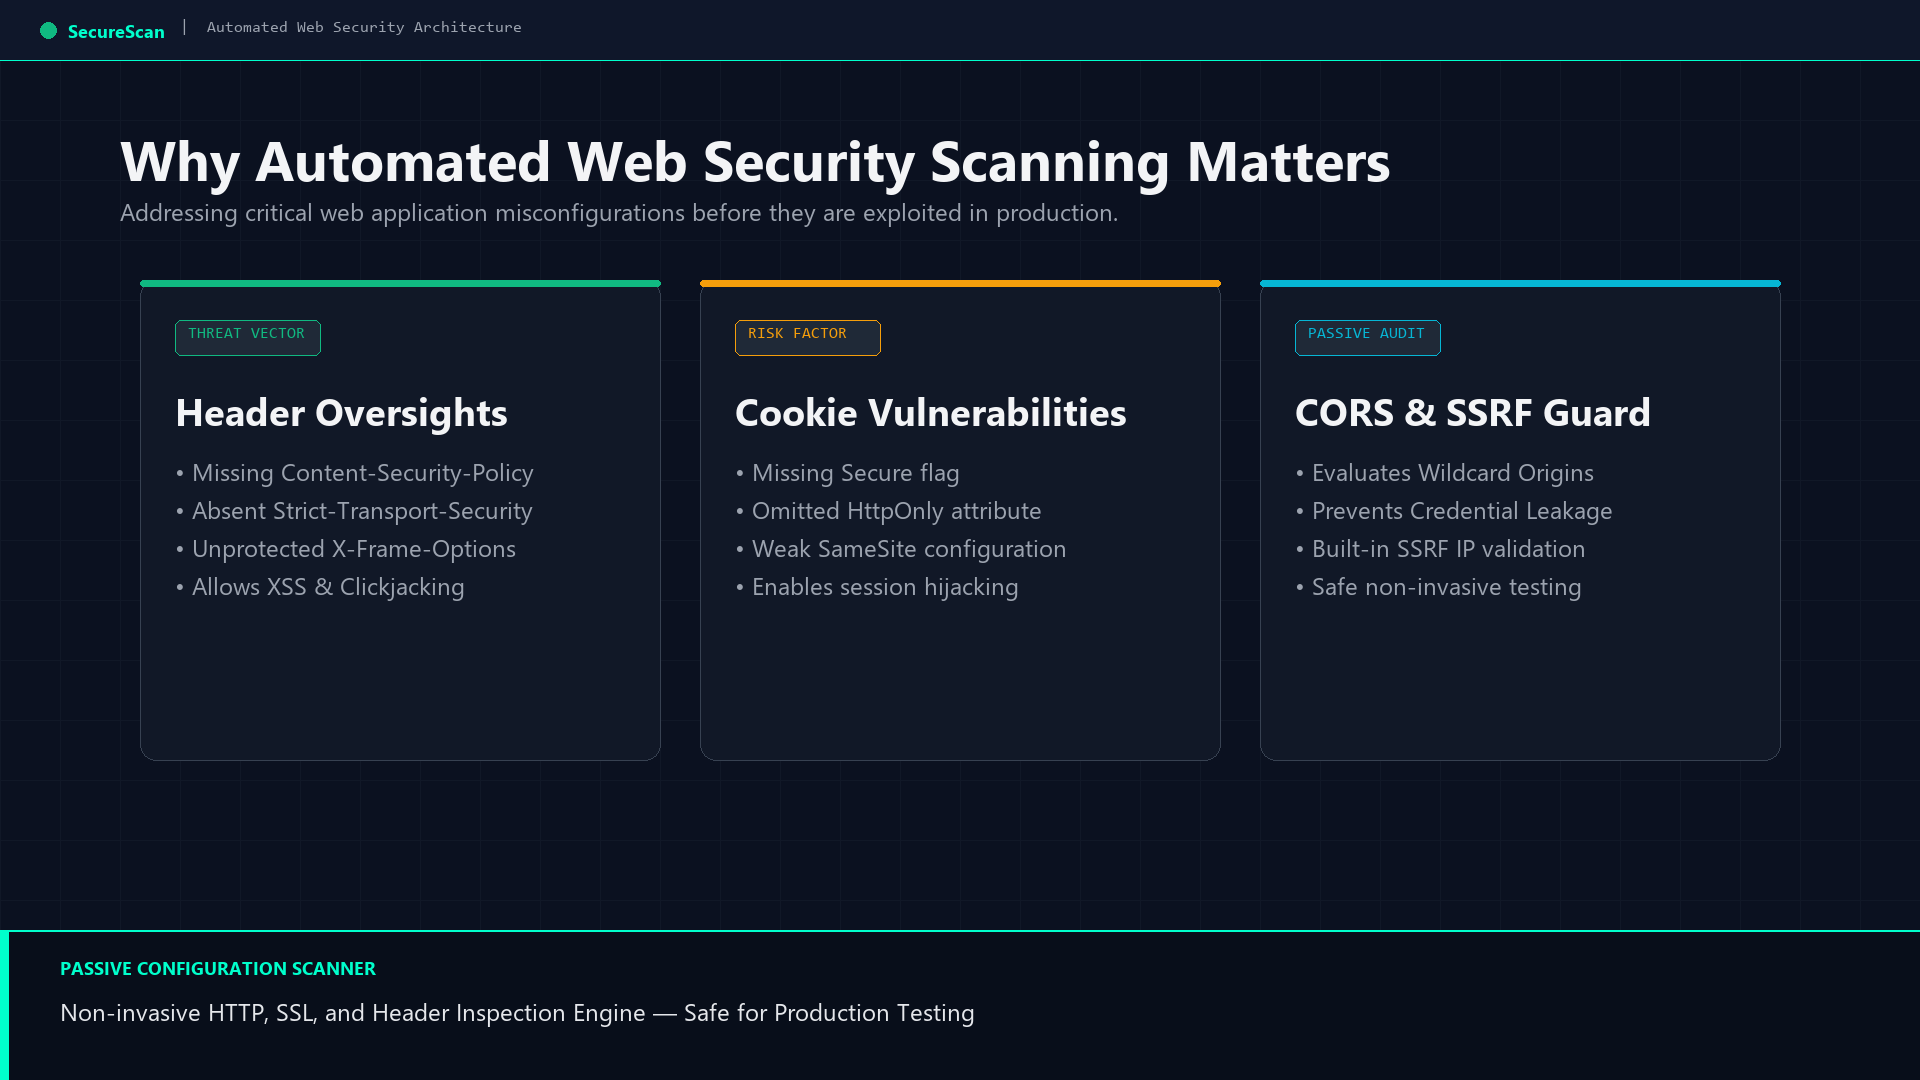 SecureScan | Automated Web Security Architecture
Why Automated Web Security Scanning Matters
Addressing critical web application misconfigurations before they are exploited in production.
THREAT VECTOR
Header Oversights
• Missing Content-Security-Policy
• Absent Strict-Transport-Security
• Unprotected X-Frame-Options
• Allows XSS & Clickjacking
RISK FACTOR
Cookie Vulnerabilities
• Missing Secure flag
• Omitted HttpOnly attribute
• Weak SameSite configuration
• Enables session hijacking
PASSIVE AUDIT
CORS & SSRF Guard
• Evaluates Wildcard Origins
• Prevents Credential Leakage
• Built-in SSRF IP validation
• Safe non-invasive testing
PASSIVE CONFIGURATION SCANNER
Non-invasive HTTP, SSL, and Header Inspection Engine — Safe for Production Testing